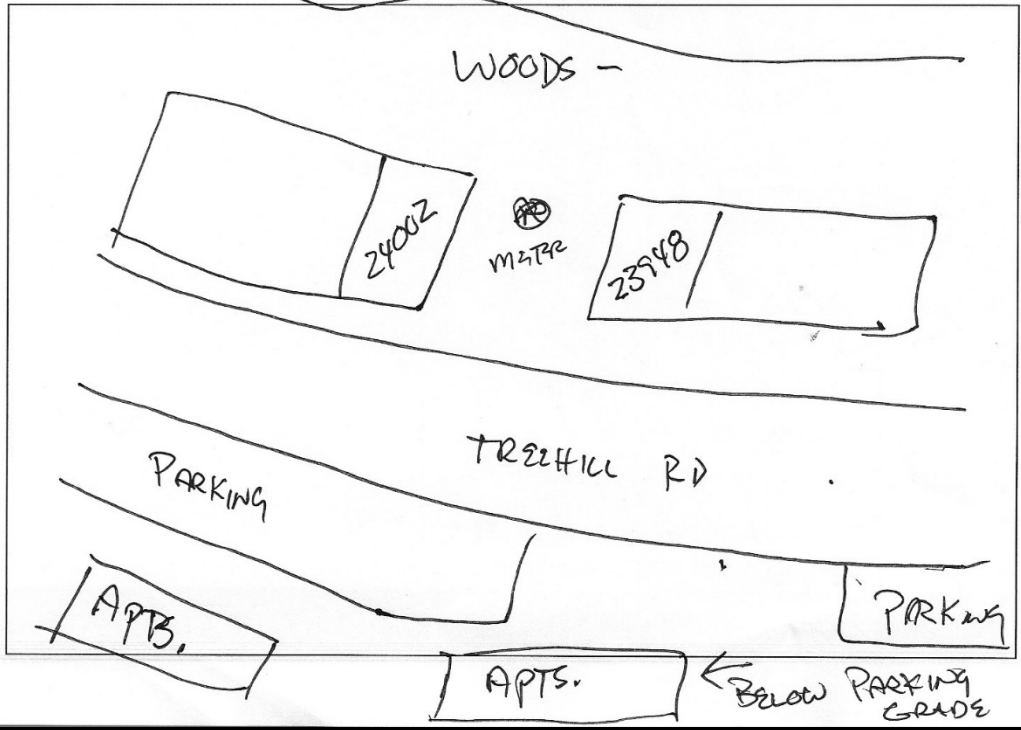 WOODS -
24002
METER
23948
TREEHILL RD
PARKING
PARKING
APTS.
APTS.
BELOW PARKING
GRADE